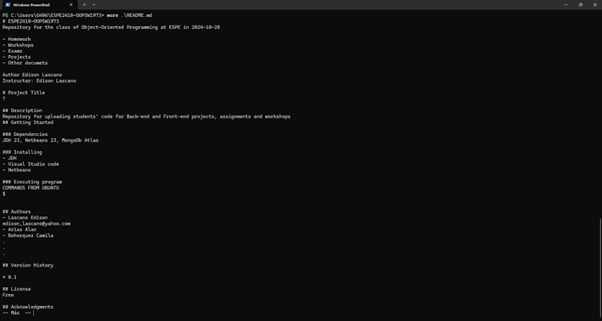 Windows PowerShell
PS C:\Users\G406\ESPE2410-OOPSW1973> more .\README.md
# ESPE2410-OOPSW1973
Repository for the class of Object-Oriented Programming at ESPE in 2024-10-28
- Homework
- Workshops
- Exams
- Projects
- Other documets
Author Edison Lascano
Instructor: Edison Lascano
# Project Title
?
## Description
Repository for uploading students' code for Back-end and Front-end projects, assignments and workshops
## Getting Started
### Dependencies
JDK 23, Netbeans 23, MongoDb Atlas
### Installing
- JDK
- Visual Studio code
- Netbeans
### Executing program
COMMANDS FROM UBUNTU
$
## Authors
- Lascano Edison
edison_lascano@yahoo.com
- Arias Alan
- Bohorquez Camila
.
.
.
## Version History
* 0.1
## License
Free
## Acknowledgments
-- Más --